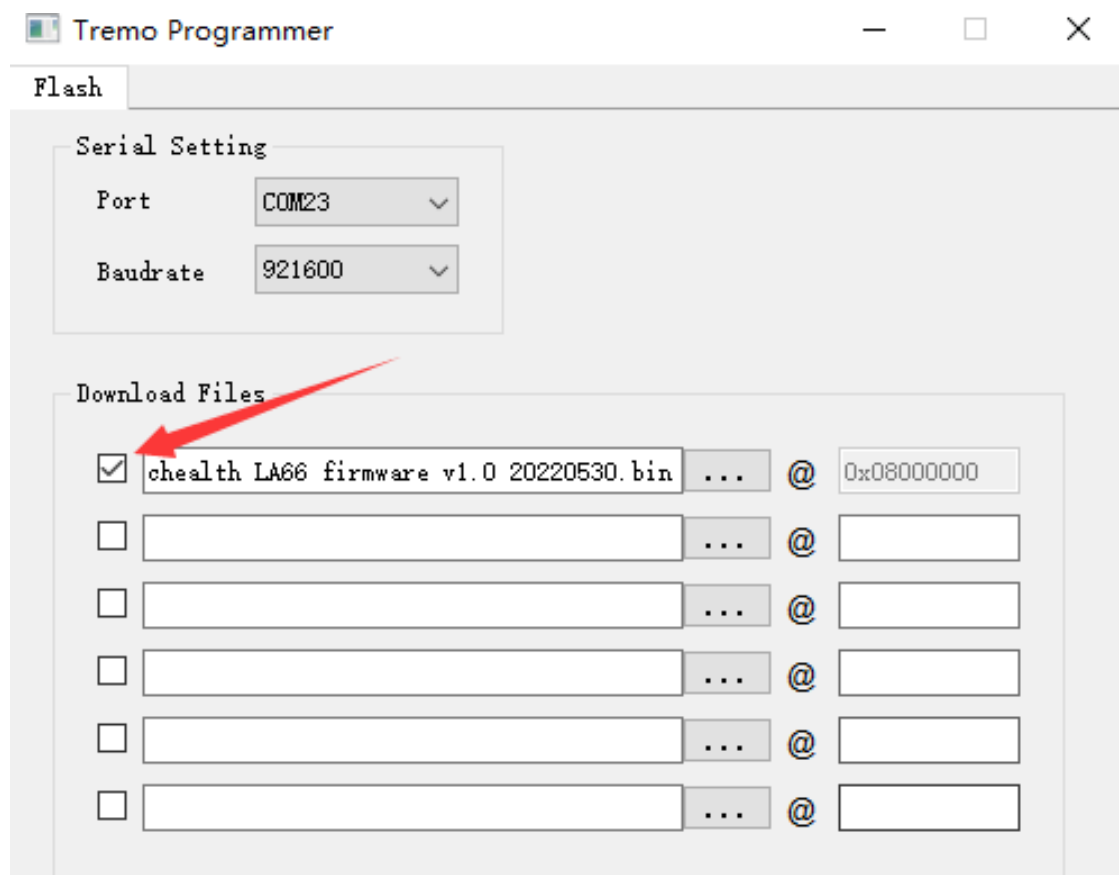 Tremo Programmer
Flash
Serial Setting
Port COM23
Baudrate 921600
Download Files
chealth LA66 firmware v1.0 20220530.bin ... @ 0x08000000
... @
... @
... @
... @
... @